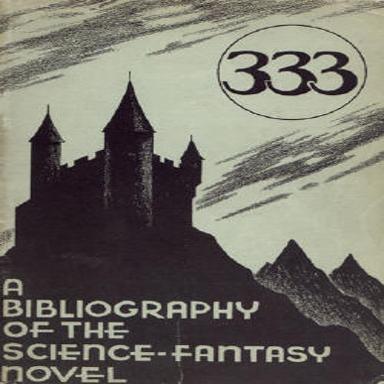 333
A
BIBLIOGRAPHY
OF THE
SCIENCE-FANTASY
NOVEL